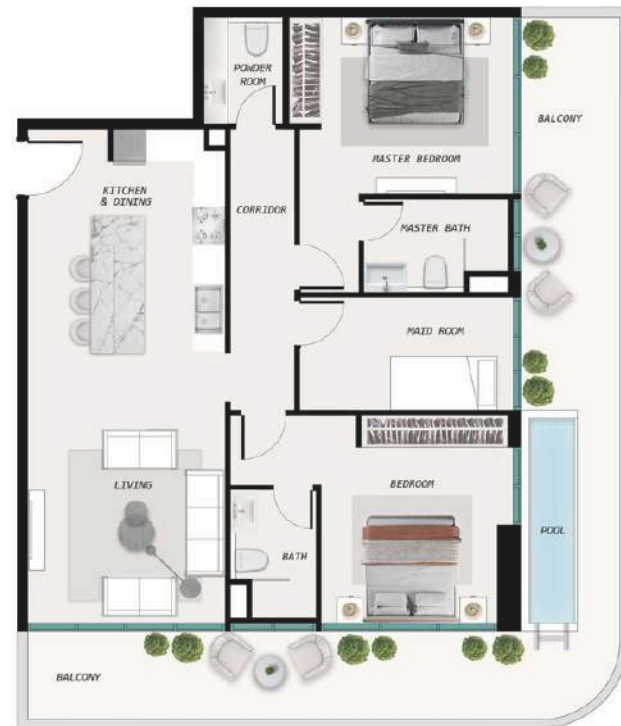 POWDER
ROOM
BALCONY
MASTER BEDROOM
KITCHEN
& DINING
CORRIDOR
MASTER BATH
MAID ROOM
LIVING
BEDROOM
POOL
BATH
BALCONY